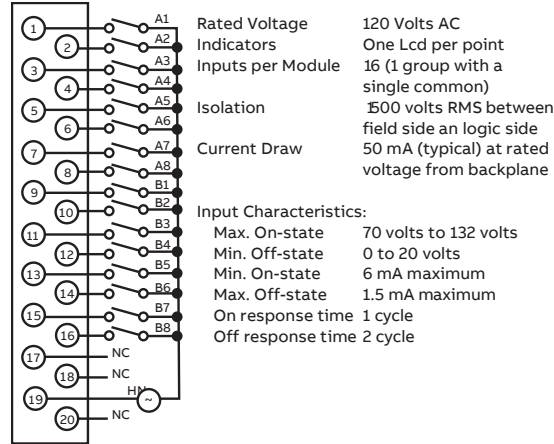 1 A1
2 A2
3 A3
4 A4
5 A5
6 A6
7 A7
8 A8
9 B1
10 B2
11 B3
12 B4
13 B5
14 B6
15 B7
16 B8
17 NC
18 NC
19 HN ~
20 NC
Rated Voltage 120 Volts AC
Indicators One Lcd per point
Inputs per Module 16 (1 group with a
single common)
Isolation 1500 volts RMS between
field side an logic side
Current Draw 50 mA (typical) at rated
voltage from backplane
Input Characteristics:
Max. On-state 70 volts to 132 volts
Min. Off-state 0 to 20 volts
Min. On-state 6 mA maximum
Max. Off-state 1.5 mA maximum
On response time 1 cycle
Off response time 2 cycle